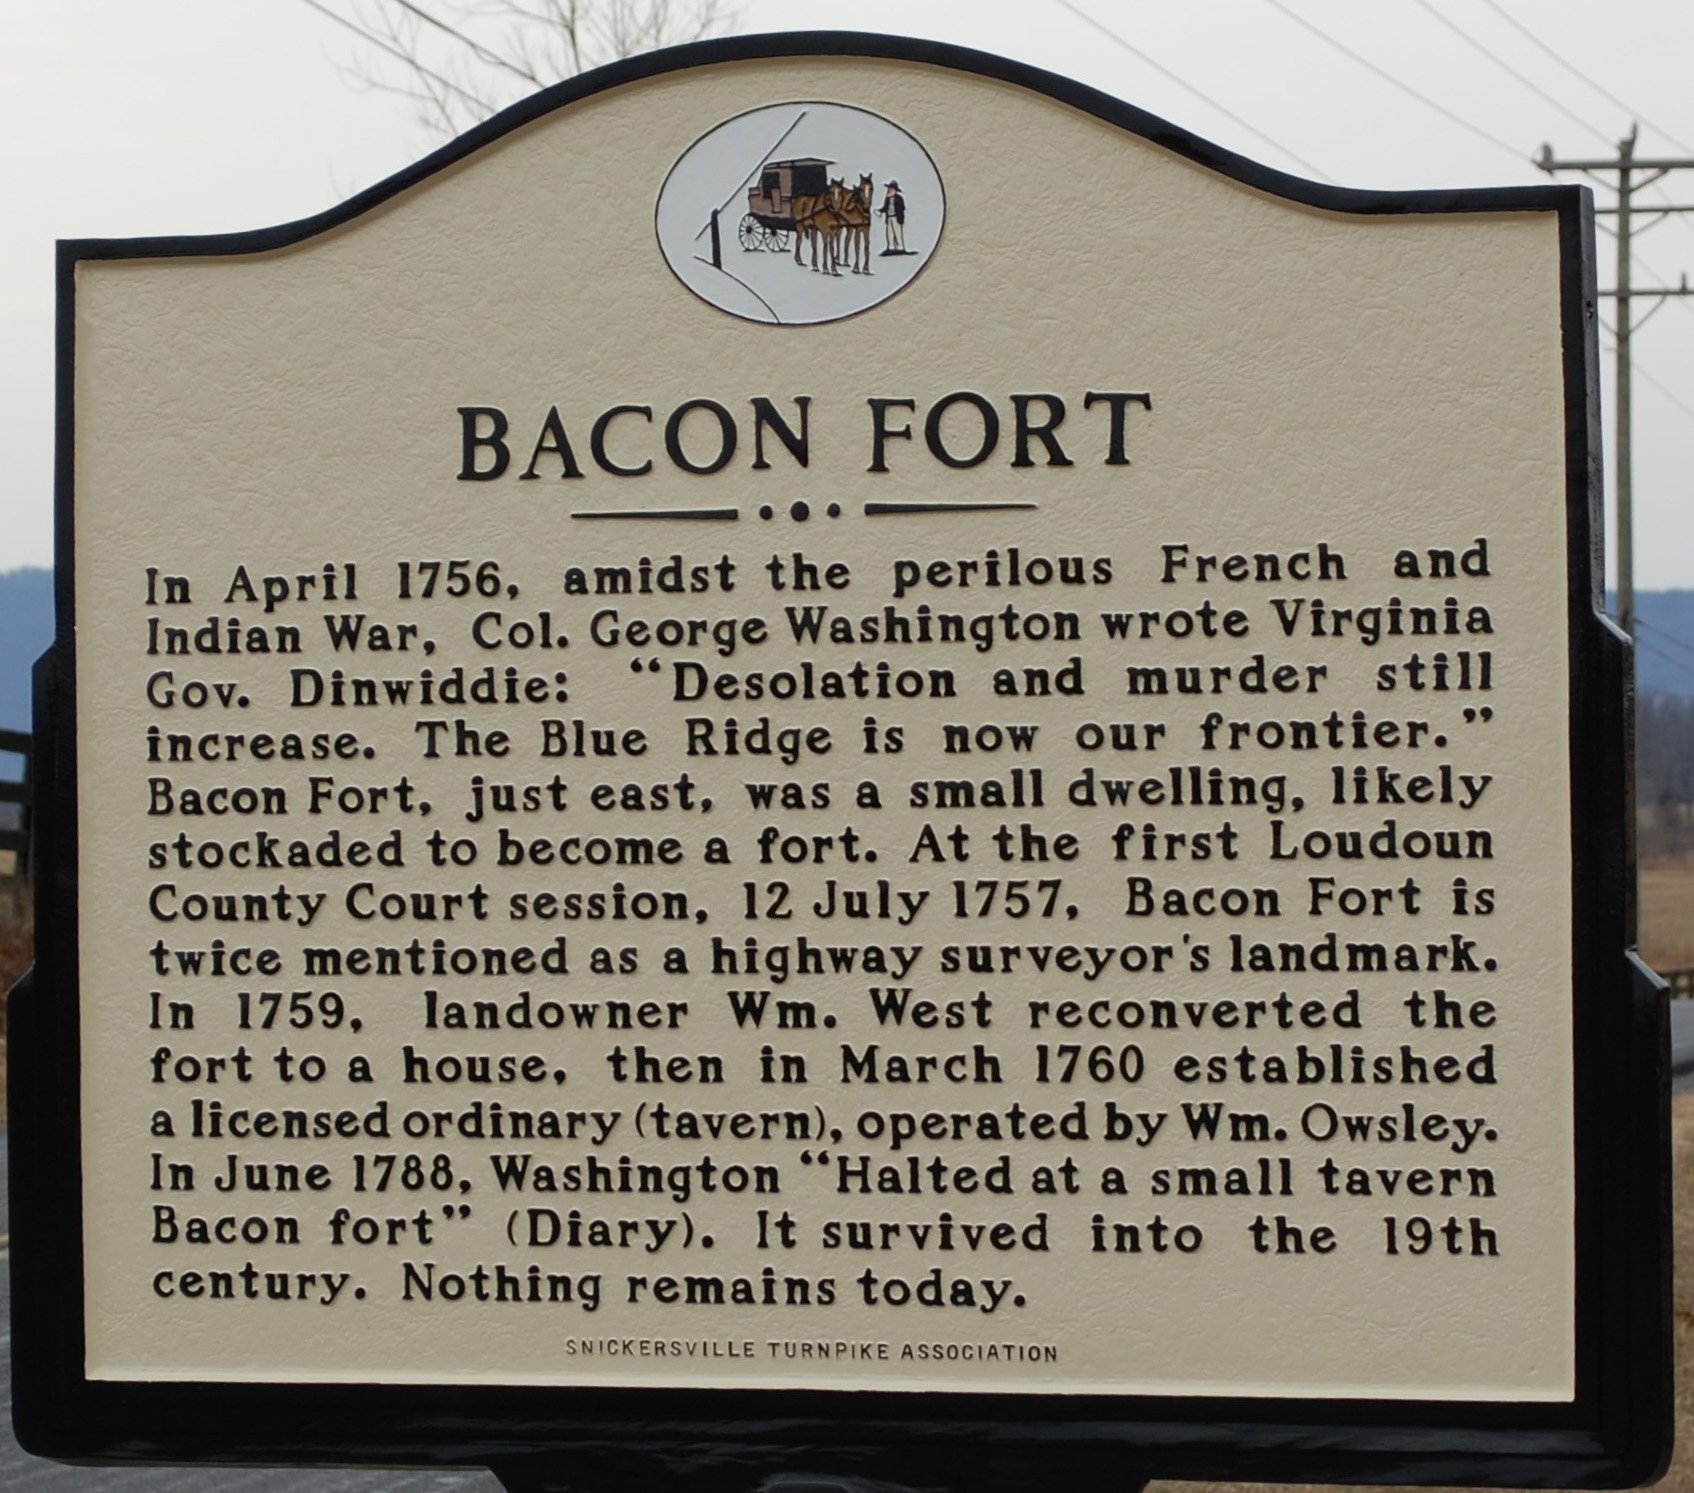 BACON FORT
In April 1756, amidst the perilous French and
Indian War, Col. George Washington wrote Virginia
Gov. Dinwiddie: “Desolation and murder still
increase. The Blue Ridge is now our frontier.”
Bacon Fort, just east, was a small dwelling, likely
stockaded to become a fort. At the first Loudoun
County Court session, 12 July 1757, Bacon Fort is
twice mentioned as a highway surveyor's landmark.
In 1759, landowner Wm. West reconverted the
fort to a house, then in March 1760 established
a licensed ordinary (tavern), operated by Wm. Owsley.
In June 1788, Washington “Halted at a small tavern
Bacon fort” (Diary). It survived into the 19th
century. Nothing remains today.
SNICKERSVILLE TURNPIKE ASSOCIATION